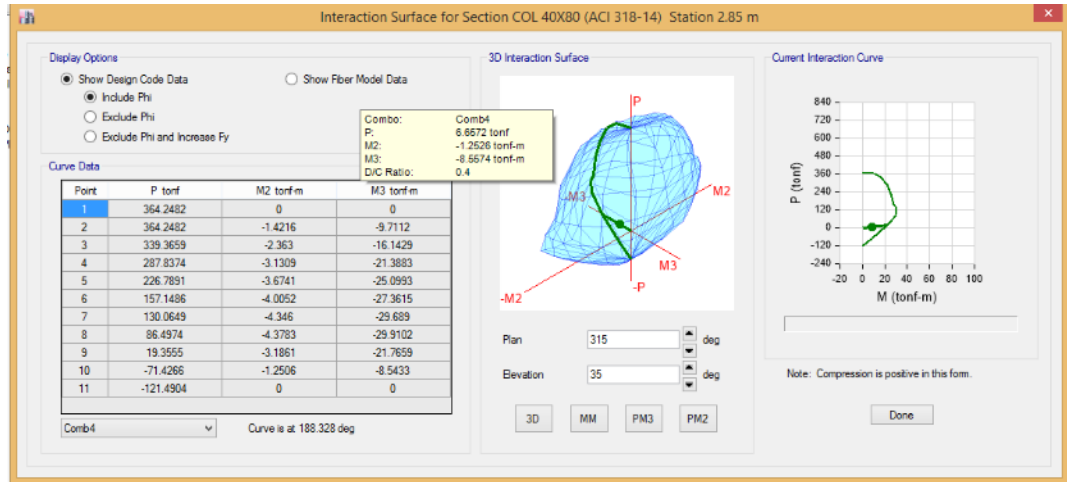 Interaction Surface for Section COL 40X80 (ACI 318-14) Station 2.85 m
Display Options
Show Design Code Data
Show Fiber Model Data
Include Phi
Exclude Phi
Exclude Phi and Increase Fy
Combo: Comb4
P: 6.6572 tonf
M2: -1.2526 tonf-m
M3: -8.5574 tonf-m
D/C Ratio: 0.4
Curve Data
Point P tonf M2 tonf-m M3 tonf-m
1 364.2482 0 0
2 364.2482 -1.4216 -9.7112
3 339.3659 -2.363 -16.1429
4 287.8374 -3.1309 -21.3883
5 226.7891 -3.6741 -25.0993
6 157.1486 -4.0052 -27.3615
7 130.0649 -4.346 -29.689
8 86.4974 -4.3783 -29.9102
9 19.3555 -3.1861 -21.7659
10 -71.4266 -1.2506 -8.5433
11 -121.4904 0 0
Comb4
Curve is at 188.328 deg
3D Interaction Surface
P
-M3
M2
M3
-M2
-P
Plan 315 deg
Elevation 35 deg
3D MM PM3 PM2
Current Interaction Curve
840
720
600
480
360
240
120
0
-120
-240
P (tonf)
-20 0 20 40 60 80 100
M (tonf-m)
Note: Compression is positive in this form.
Done